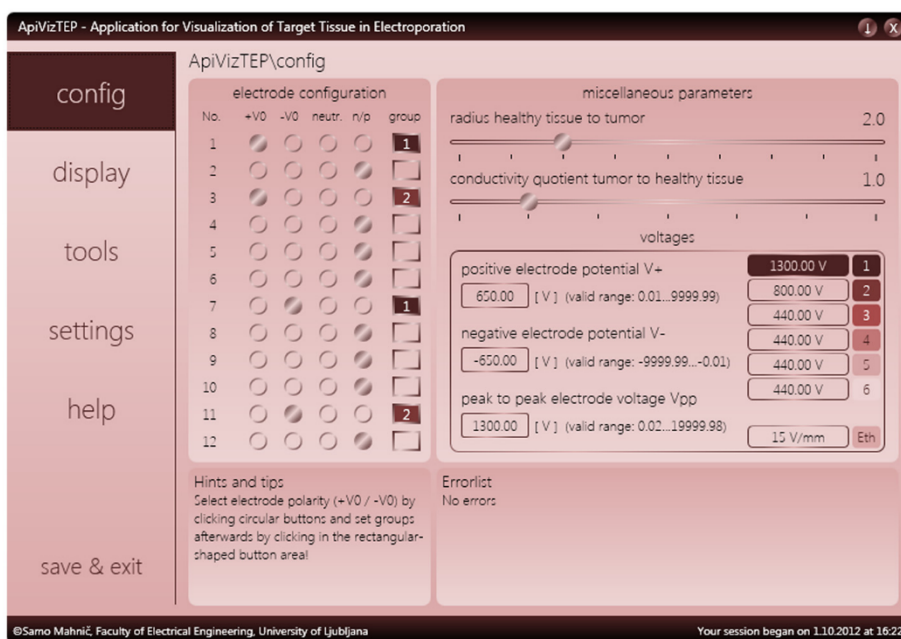 ApiVizTEP - Application for Visualization of Target Tissue in Electroporation
i X
config
display
tools
settings
help
save & exit
ApiVizTEP\config
electrode configuration
No. +V0 -V0 neutr. n/p group
1 1
2
3 2
4
5
6
7 1
8
9
10
11 2
12
miscellaneous parameters
radius healthy tissue to tumor 2.0
conductivity quotient tumor to healthy tissue 1.0
voltages
positive electrode potential V+
650.00 [ V ] (valid range: 0.01...9999.99)
negative electrode potential V-
-650.00 [ V ] (valid range: -9999.99...-0.01)
peak to peak electrode voltage Vpp
1300.00 [ V ] (valid range: 0.02...19999.98)
1300.00 V 1
800.00 V 2
440.00 V 3
440.00 V 4
440.00 V 5
440.00 V 6
15 V/mm Eth
Hints and tips
Select electrode polarity (+V0 / -V0) by
clicking circular buttons and set groups
afterwards by clicking in the rectangular-
shaped button area!
Errorlist
No errors
©Samo Mahnič, Faculty of Electrical Engineering, University of Ljubljana
Your session began on 1.10.2012 at 16:22